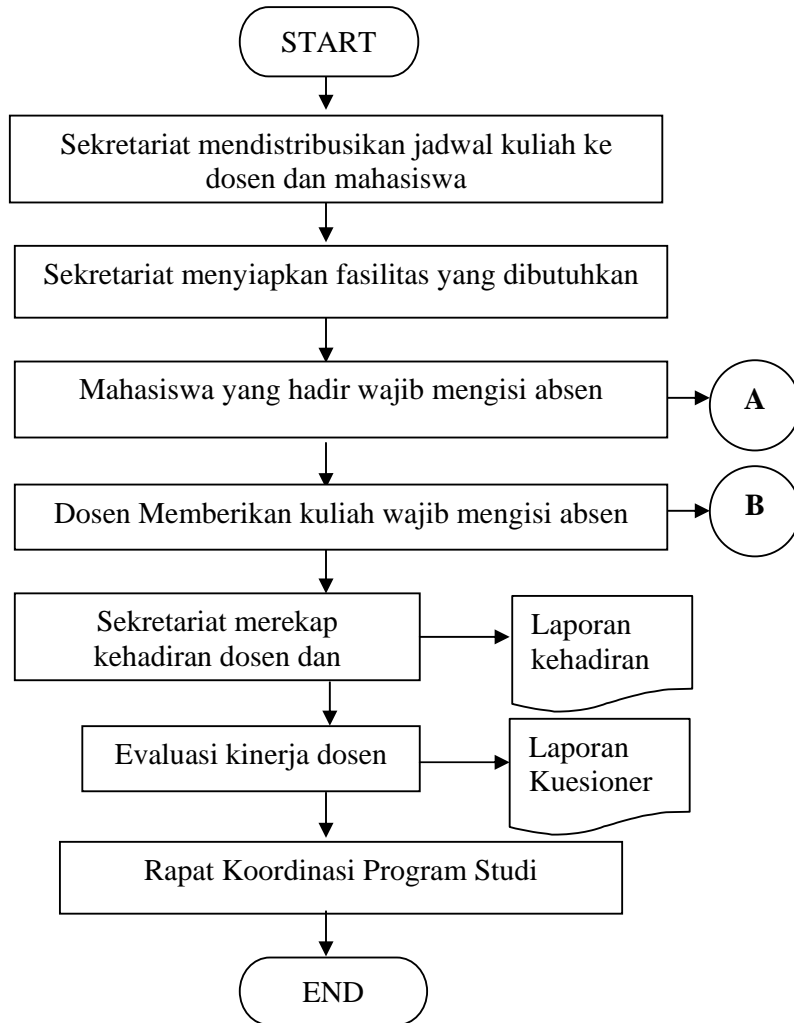 START
Sekretariat mendistribusikan jadwal kuliah ke
dosen dan mahasiswa
Sekretariat menyiapkan fasilitas yang dibutuhkan
Mahasiswa yang hadir wajib mengisi absen
A
Dosen Memberikan kuliah wajib mengisi absen
B
Sekretariat merekap
kehadiran dosen dan
Laporan
kehadiran
Evaluasi kinerja dosen
Laporan
Kuesioner
Rapat Koordinasi Program Studi
END